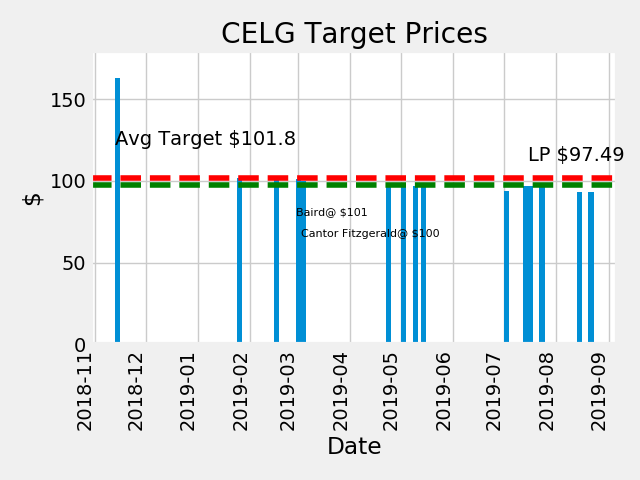 CELG Target Prices
150
Avg Target $101.8
LP $97.49
100
$
Baird@ $101
Cantor Fitzgerald@ $100
50
0
2018-11
2018-12
2019-01
2019-02
2019-03
2019-04
2019-05
2019-06
2019-07
2019-08
2019-09
Date